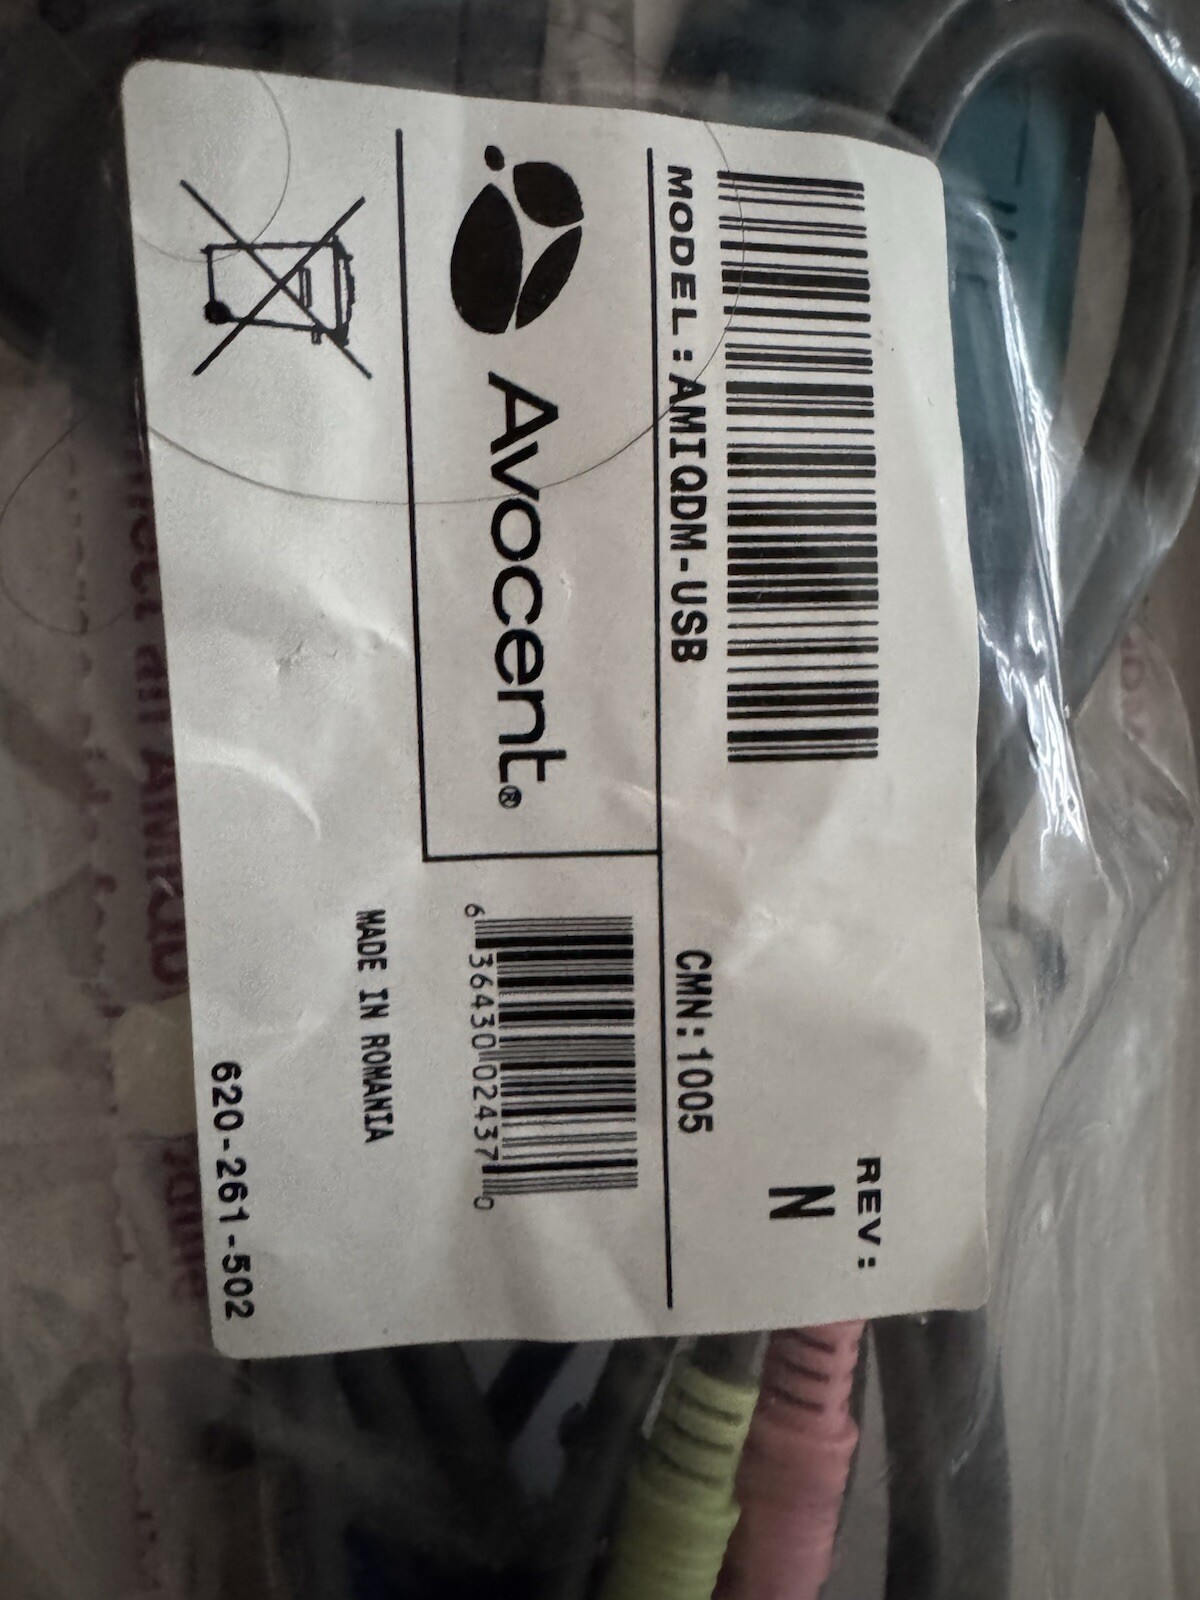 REV:
N
MODEL:AMIQDM-USB
CMN:1005
Avocent®
6 36430 02437 0
MADE IN ROMANIA
620-261-502